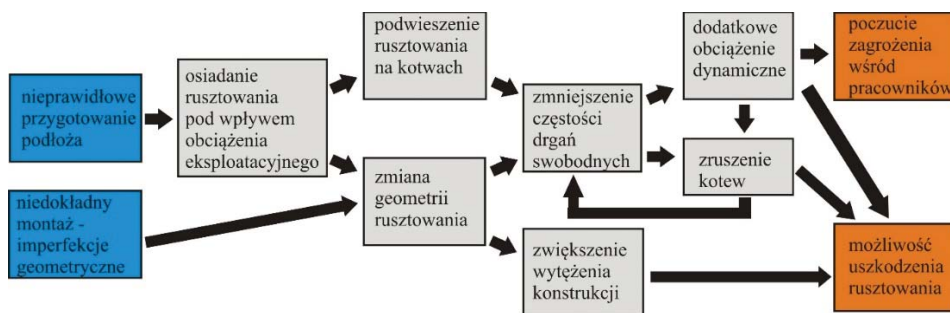 nieprawidłowe
przygotowanie
podłoża
niedokładny
montaż -
imperfekcje
geometryczne
osiadanie
rusztowania
pod wpływem
obciążenia
eksploatacyjnego
podwieszenie
rusztowania
na kotwach
zmiana
geometrii
rusztowania
zmniejszenie
częstości
drgań
swobodnych
zwiększenie
wytężenia
konstrukcji
dodatkowe
obciążenie
dynamiczne
zruszenie
kotew
poczucie
zagrożenia
wśród
pracowników
możliwość
uszkodzenia
rusztowania